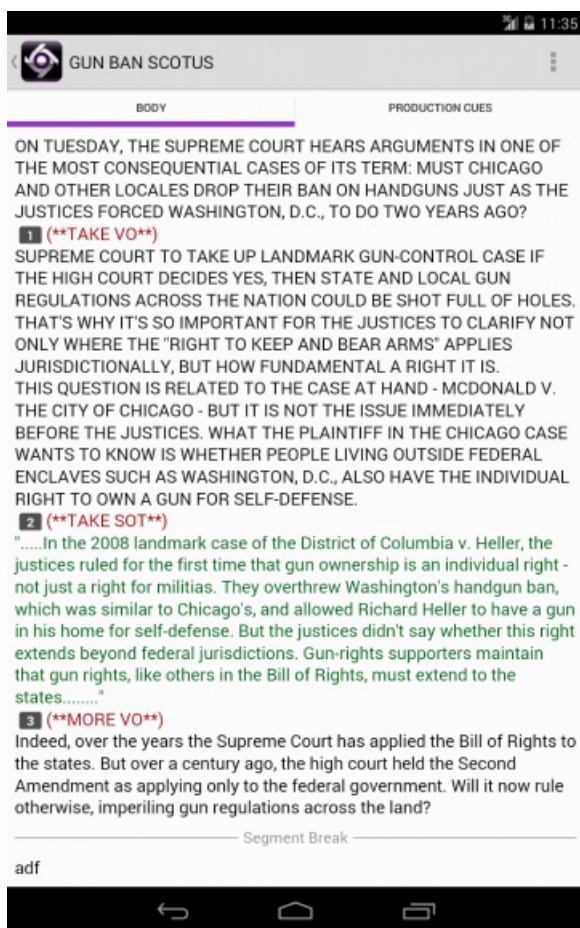 3G 11:35
GUN BAN SCOTUS
BODY PRODUCTION CUES
ON TUESDAY, THE SUPREME COURT HEARS ARGUMENTS IN ONE OF
THE MOST CONSEQUENTIAL CASES OF ITS TERM: MUST CHICAGO
AND OTHER LOCALES DROP THEIR BAN ON HANDGUNS JUST AS THE
JUSTICES FORCED WASHINGTON, D.C., TO DO TWO YEARS AGO?
1 (**TAKE VO**)
SUPREME COURT TO TAKE UP LANDMARK GUN-CONTROL CASE IF
THE HIGH COURT DECIDES YES, THEN STATE AND LOCAL GUN
REGULATIONS ACROSS THE NATION COULD BE SHOT FULL OF HOLES.
THAT'S WHY IT'S SO IMPORTANT FOR THE JUSTICES TO CLARIFY NOT
ONLY WHERE THE "RIGHT TO KEEP AND BEAR ARMS" APPLIES
JURISDICTIONALLY, BUT HOW FUNDAMENTAL A RIGHT IT IS.
THIS QUESTION IS RELATED TO THE CASE AT HAND - MCDONALD V.
THE CITY OF CHICAGO - BUT IT IS NOT THE ISSUE IMMEDIATELY
BEFORE THE JUSTICES. WHAT THE PLAINTIFF IN THE CHICAGO CASE
WANTS TO KNOW IS WHETHER PEOPLE LIVING OUTSIDE FEDERAL
ENCLAVES SUCH AS WASHINGTON, D.C., ALSO HAVE THE INDIVIDUAL
RIGHT TO OWN A GUN FOR SELF-DEFENSE.
2 (**TAKE SOT**)
".....In the 2008 landmark case of the District of Columbia v. Heller, the
justices ruled for the first time that gun ownership is an individual right -
not just a right for militias. They overthrew Washington's handgun ban,
which was similar to Chicago's, and allowed Richard Heller to have a gun
in his home for self-defense. But the justices didn't say whether this right
extends beyond federal jurisdictions. Gun-rights supporters maintain
that gun rights, like others in the Bill of Rights, must extend to the
states........"
3 (**MORE VO**)
Indeed, over the years the Supreme Court has applied the Bill of Rights to
the states. But over a century ago, the high court held the Second
Amendment as applying only to the federal government. Will it now rule
otherwise, imperiling gun regulations across the land?
Segment Break
adf